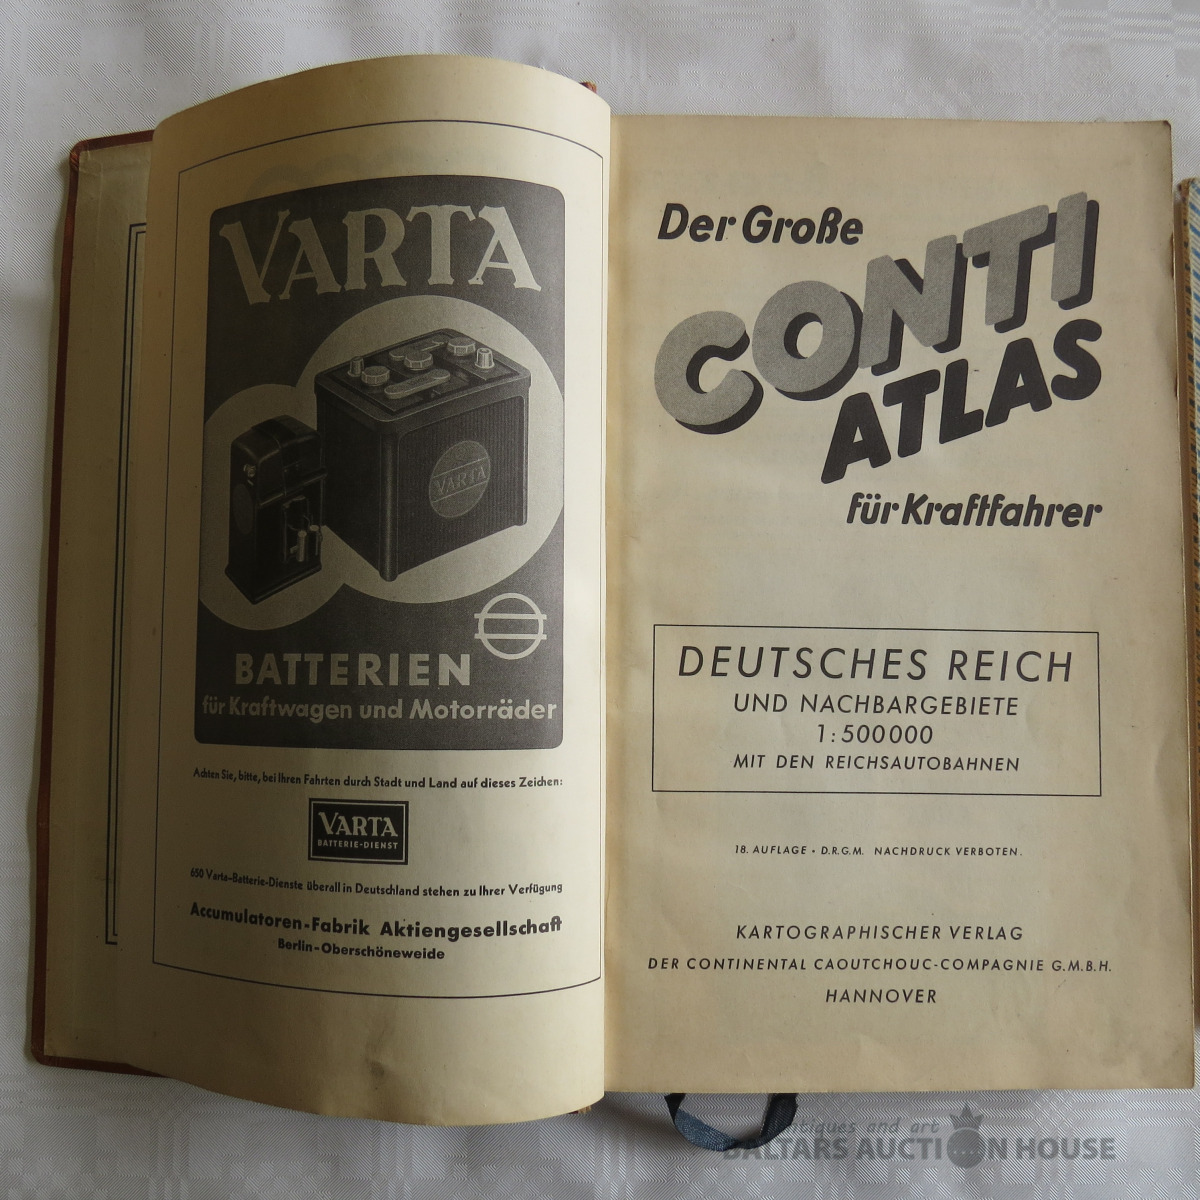 VARTA
VARTA
BATTERIEN
für Kraftwagen und Motorräder
Achten Sie, bitte, bei Ihren Fahrten durch Stadt und Land auf dieses Zeichen:
VARTA
BATTERIE-DIENST
650 Varta-Batterie-Dienste überall in Deutschland stehen zu Ihrer Verfügung
Accumulatoren-Fabrik Aktiengesellschaft
Berlin-Oberschöneweide
Der Große
CONTI
ATLAS
für Kraftfahrer
DEUTSCHES REICH
UND NACHBARGEBIETE
1:500000
MIT DEN REICHSAUTOBAHNEN
18. AUFLAGE • D.R.G.M. NACHDRUCK VERBOTEN.
KARTOGRAPHISCHER VERLAG
DER CONTINENTAL CAOUTCHOUC-COMPAGNIE G.M.B.H.
HANNOVER
antiques and art
BALTARS AUCTION HOUSE